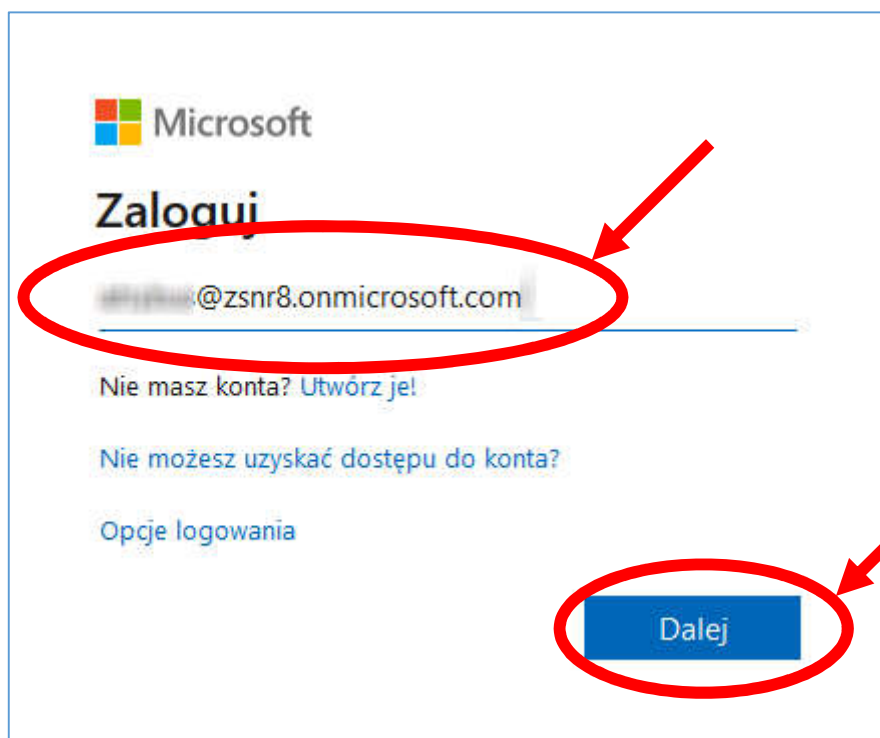 Microsoft
Zaloguj
@zsnr8.onmicrosoft.com
Nie masz konta? Utwórz je!
Nie możesz uzyskać dostępu do konta?
Opcje logowania
Dalej